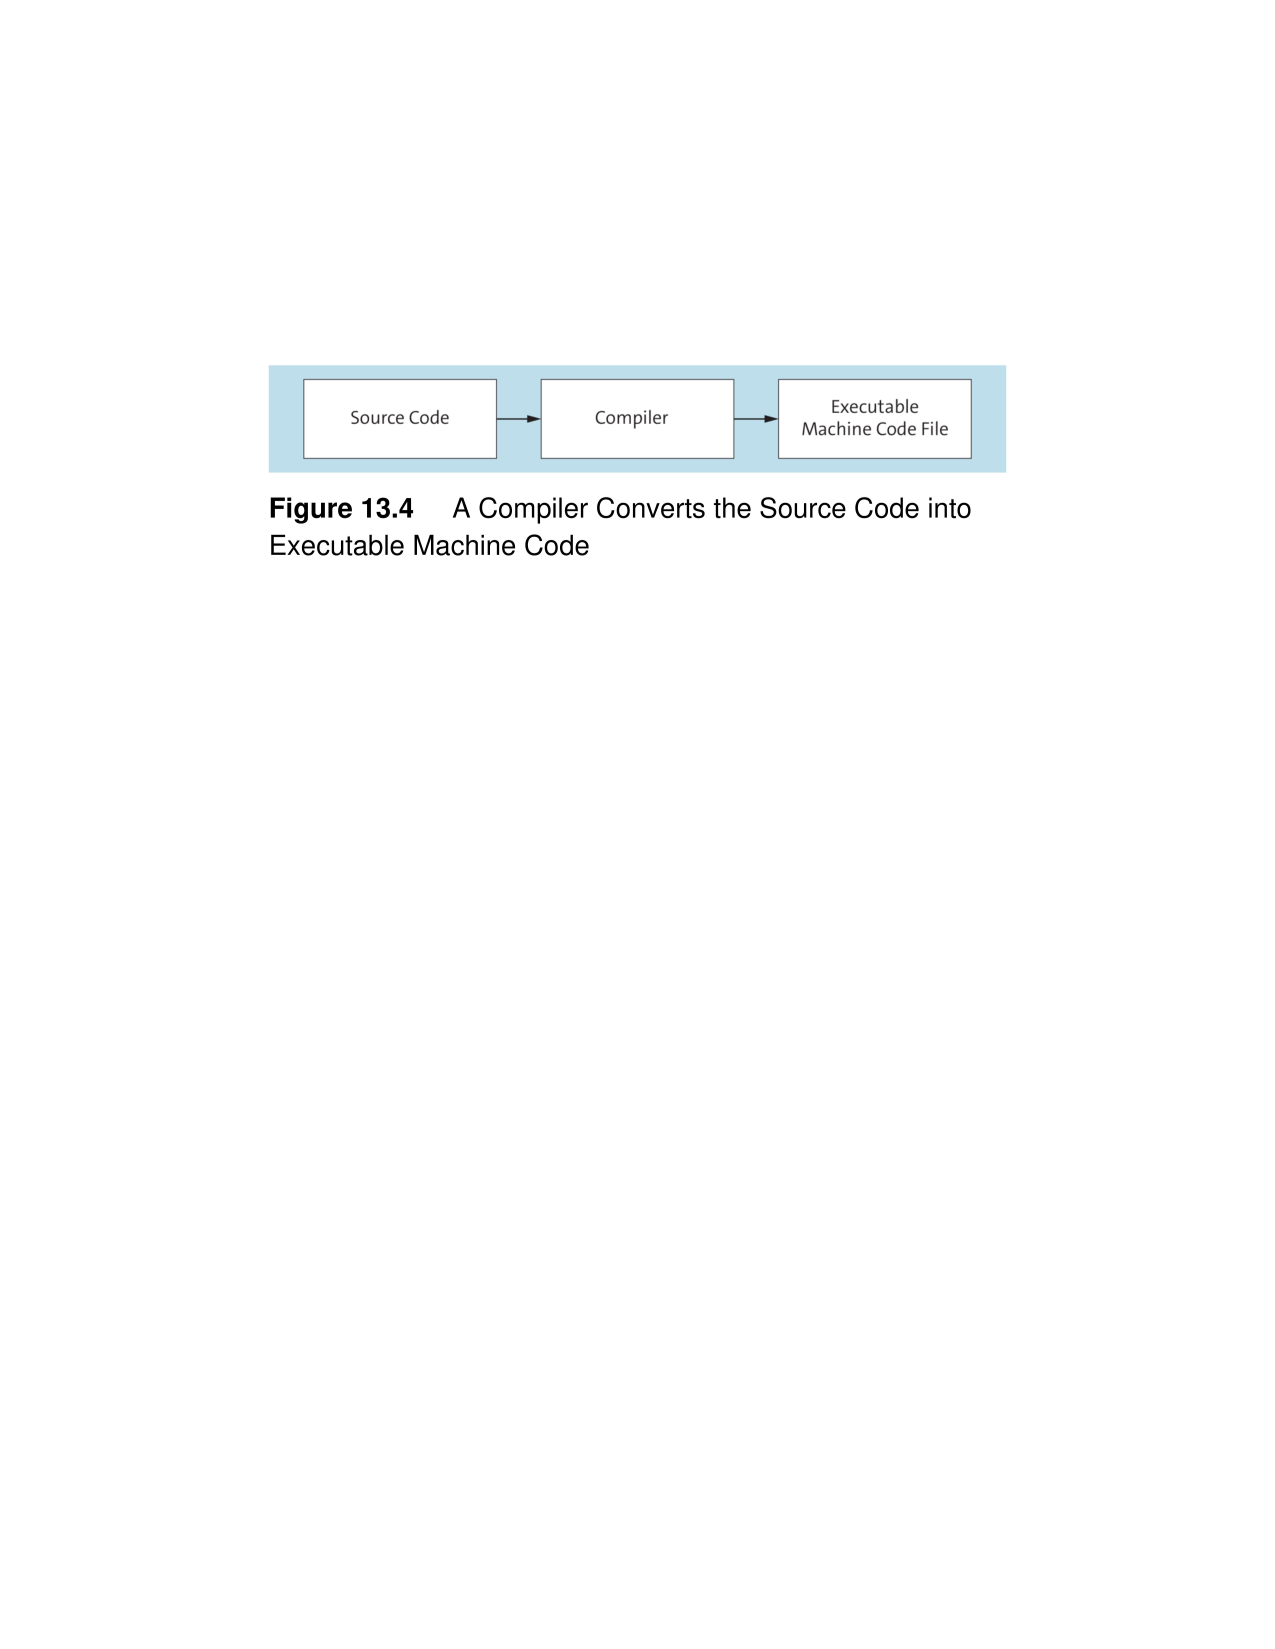 Source Code
Compiler
Executable
Machine Code File
Figure 13.4 A Compiler Converts the Source Code into
Executable Machine Code